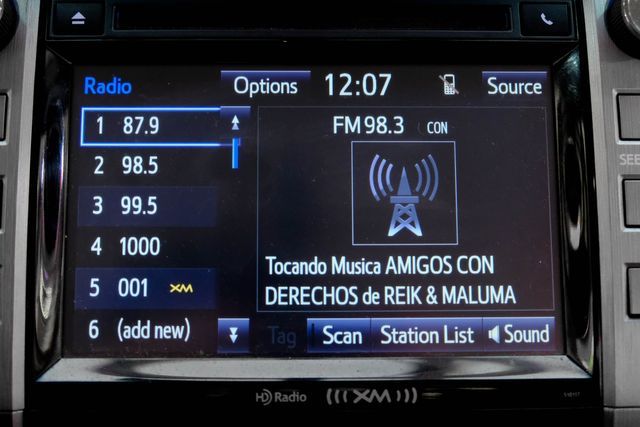 Radio Options 12:07 Source
1 87.9
FM 98.3 CON
2 98.5
3 99.5
4 1000
5 001 XM
Tocando Musica AMIGOS CON
DERECHOS de REIK & MALUMA
6 (add new)
Tag Scan Station List Sound
SEE
HD Radio ((( XM )))
510117